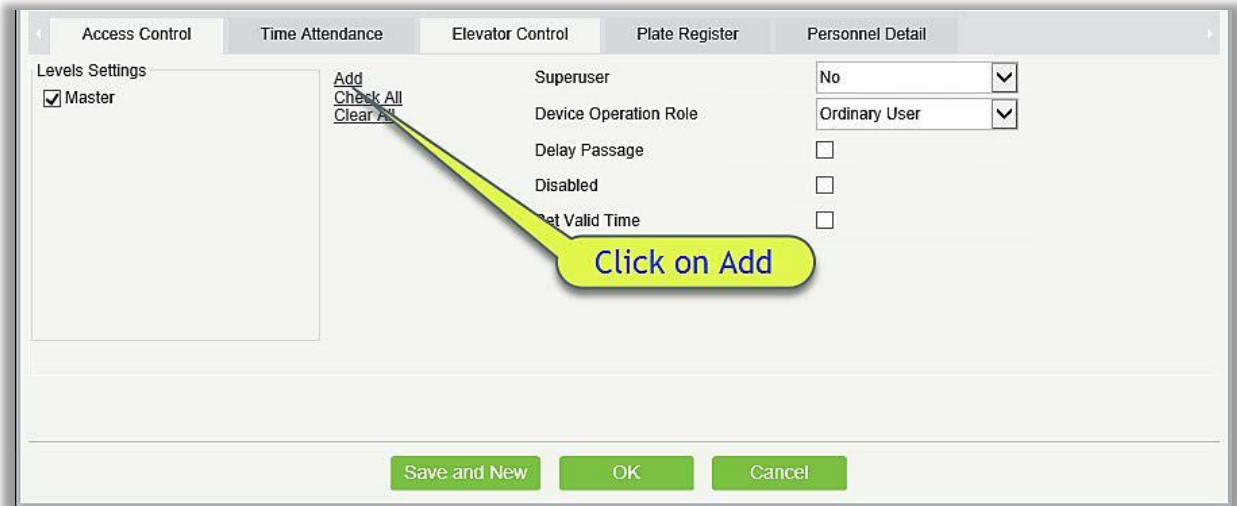 Access Control Time Attendance Elevator Control Plate Register Personnel Detail
Levels Settings
Master
Add
Check All
Clear All
Superuser No
Device Operation Role Ordinary User
Delay Passage
Disabled
Set Valid Time
Click on Add
Save and New OK Cancel